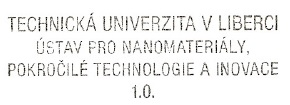 TECHNICKÁ UNIVERZITA V LIBERCI
ÚSTAV PRO NANOMATERIÁLY,
POKROČILÉ TECHNOLOGIE A INOVACE
1.0.